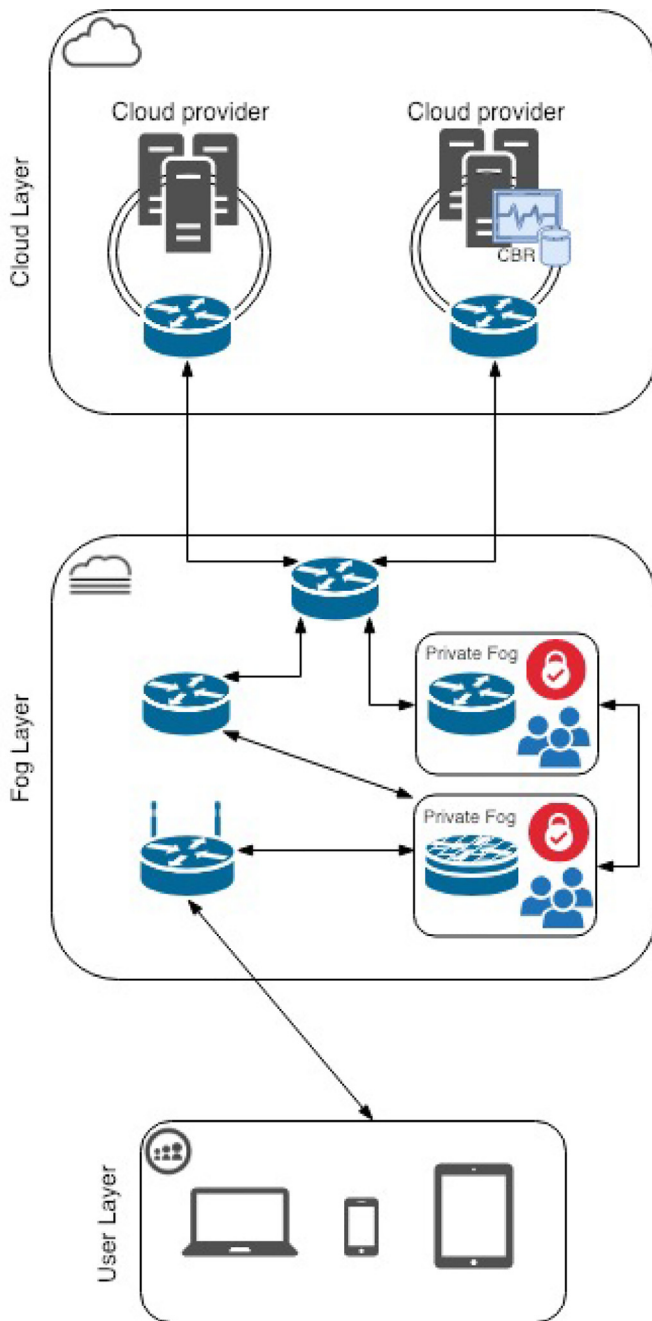 Cloud Layer
Cloud provider
Cloud provider
CBR
Fog Layer
Private Fog
Private Fog
User Layer